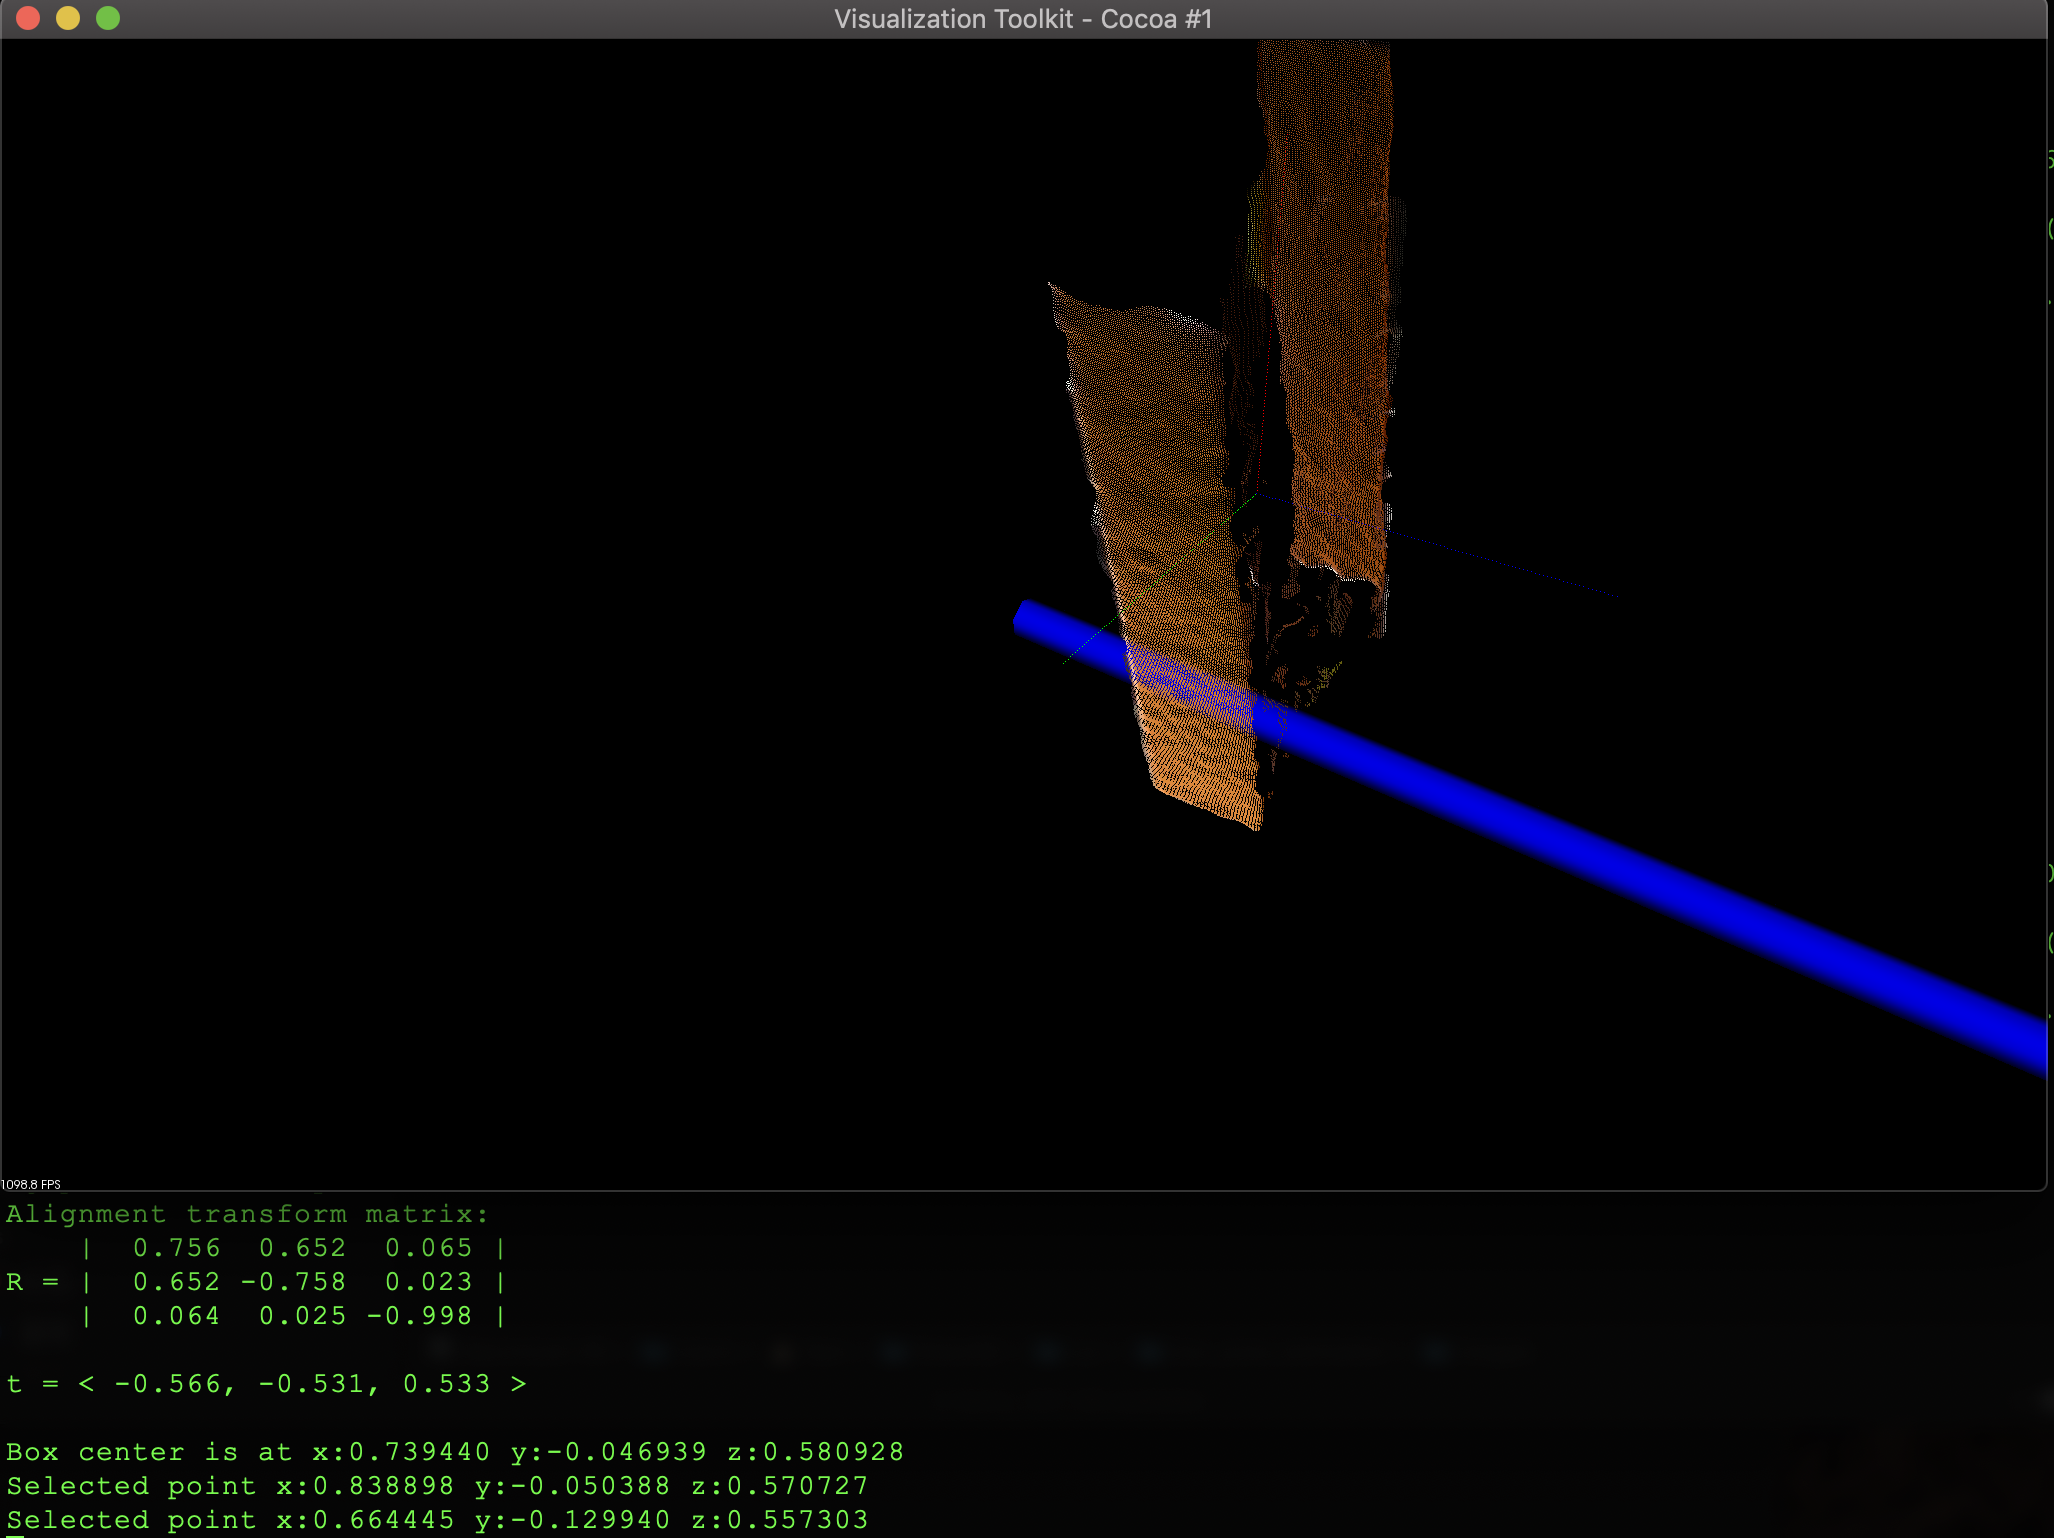 Visualization Toolkit - Cocoa #1
1098.8 FPS
Alignment transform matrix:
| 0.756 0.652 0.065 |
R = | 0.652 -0.758 0.023 |
| 0.064 0.025 -0.998 |
t = < -0.566, -0.531, 0.533 >
Box center is at x:0.739440 y:-0.046939 z:0.580928
Selected point x:0.838898 y:-0.050388 z:0.570727
Selected point x:0.664445 y:-0.129940 z:0.557303